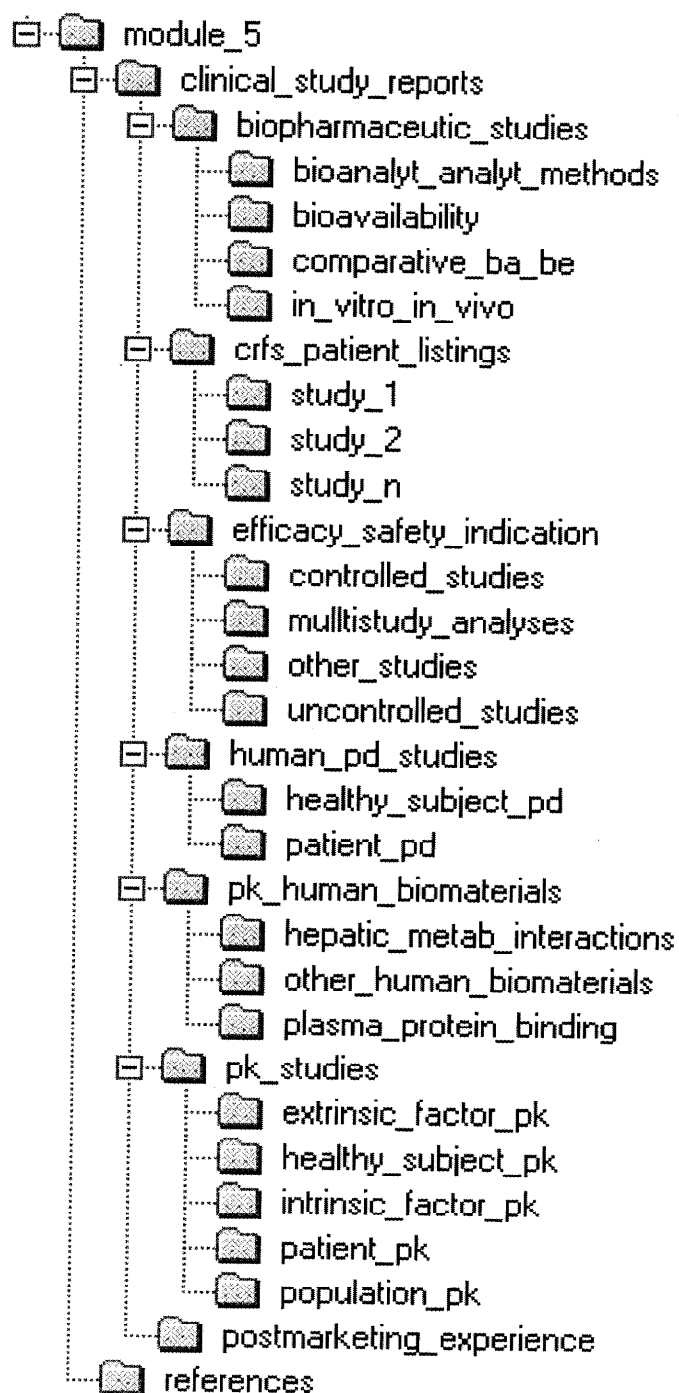 module_5
clinical_study_reports
biopharmaceutic_studies
bioanalyt_analyt_methods
bioavailability
comparative_ba_be
in_vitro_in_vivo
crfs_patient_listings
study_1
study_2
study_n
efficacy_safety_indication
controlled_studies
mulltistudy_analyses
other_studies
uncontrolled_studies
human_pd_studies
healthy_subject_pd
patient_pd
pk_human_biomaterials
hepatic_metab_interactions
other_human_biomaterials
plasma_protein_binding
pk_studies
extrinsic_factor_pk
healthy_subject_pk
intrinsic_factor_pk
patient_pk
population_pk
postmarketing_experience
references